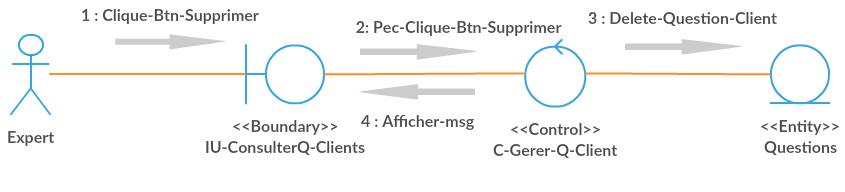 1 : Clique-Btn-Supprimer
2: Pec-Clique-Btn-Supprimer
3 : Delete-Question-Client
4 : Afficher-msg
Expert
<<Boundary>>
IU-ConsulterQ-Clients
<<Control>>
C-Gerer-Q-Client
<<Entity>>
Questions